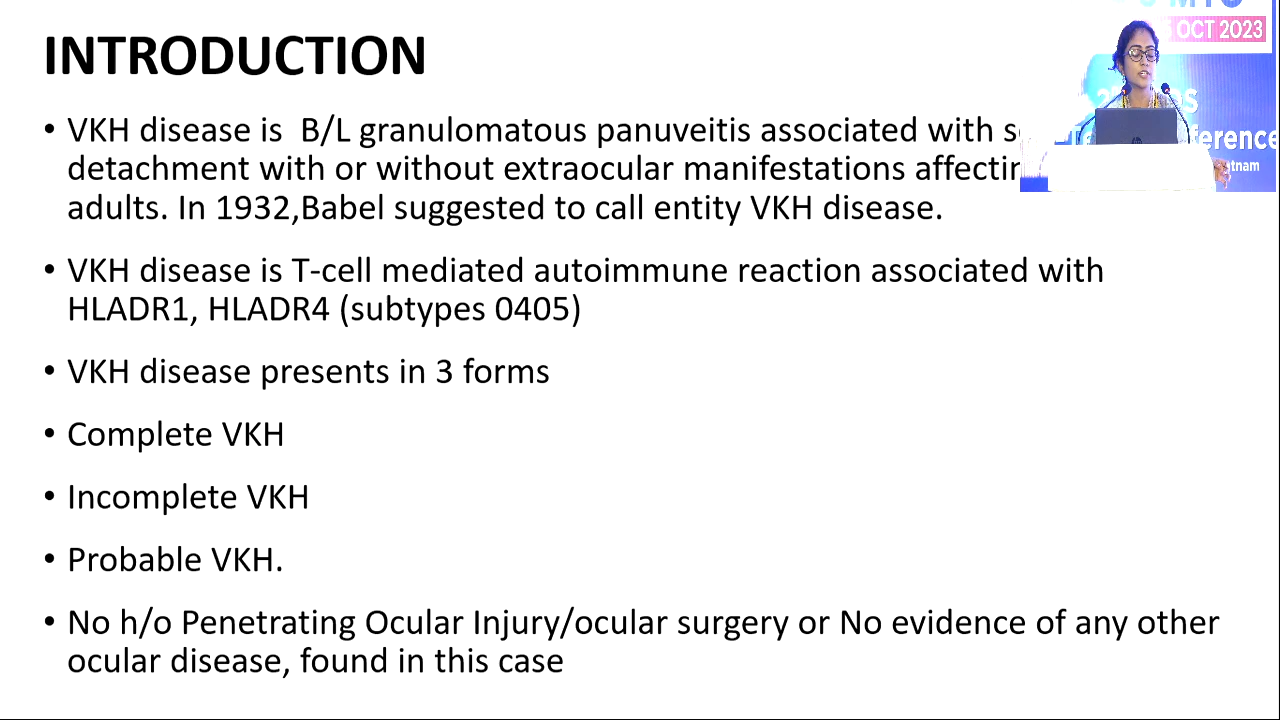 INTRODUCTION
• VKH disease is  B/L granulomatous panuveitis associated with
detachment with or without extraocular manifestations
adults. In 1932,Babel suggested to call entity VKH disease.
• VKH disease is T-cell mediated autoimmune reaction associated with
HLADR1, HLADR4 (subtypes 0405)
• VKH disease presents in 3 forms
• Complete VKH
• Incomplete VKH
• Probable VKH.
• No h/o Penetrating Ocular Injury/ocular surgery or No evidence of any other
ocular disease, found in this case
OCT 2023